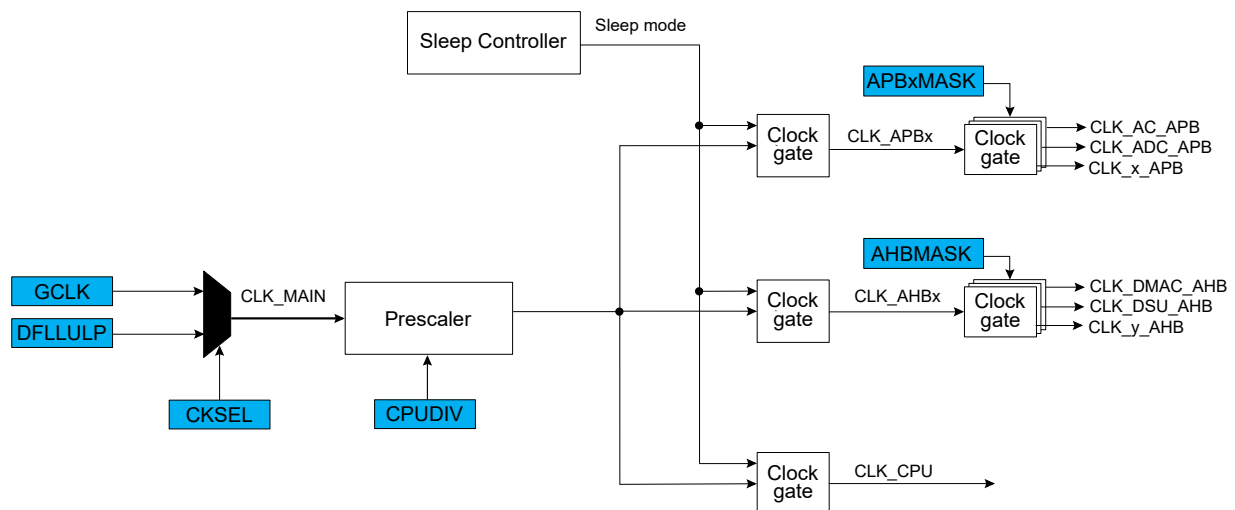 Sleep mode
Sleep Controller
APBxMASK
Clock
gate
CLK_APBx
Clock
gate
CLK_AC_APB
CLK_ADC_APB
CLK_x_APB
AHBMASK
GCLK
DFLLULP
CLK_MAIN
Prescaler
Clock
gate
CLK_AHBx
Clock
gate
CLK_DMAC_AHB
CLK_DSU_AHB
CLK_y_AHB
CKSEL
CPUDIV
Clock
gate
CLK_CPU